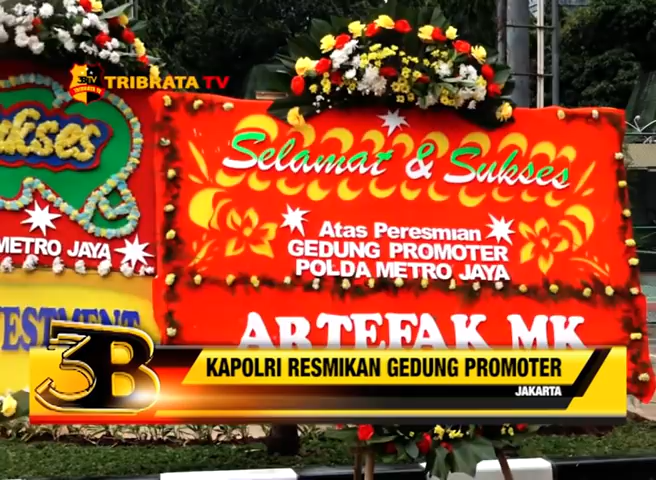 TRIBRATA TV
Sukses
METRO JAYA
Selamat & Sukses
Atas Peresmian
GEDUNG PROMOTER
POLDA METRO JAYA
ARTEFAK MK
3B
KAPOLRI RESMIKAN GEDUNG PROMOTER
JAKARTA